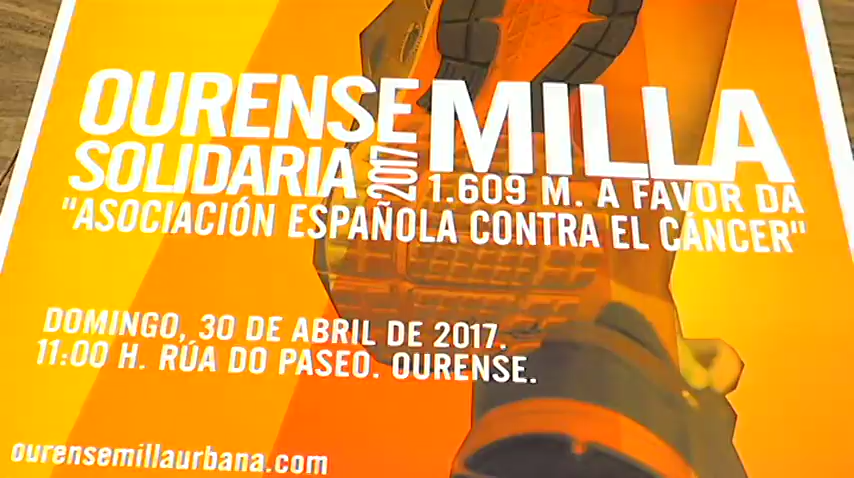 OURENSE MILLA
SOLIDARIA 2017
1.609 M. A FAVOR DA
"ASOCIACIÓN ESPAÑOLA CONTRA EL CÁNCER"
DOMINGO, 30 DE ABRIL DE 2017.
11:00 H. RÚA DO PASEO. OURENSE.
ourensemillaurbana.com